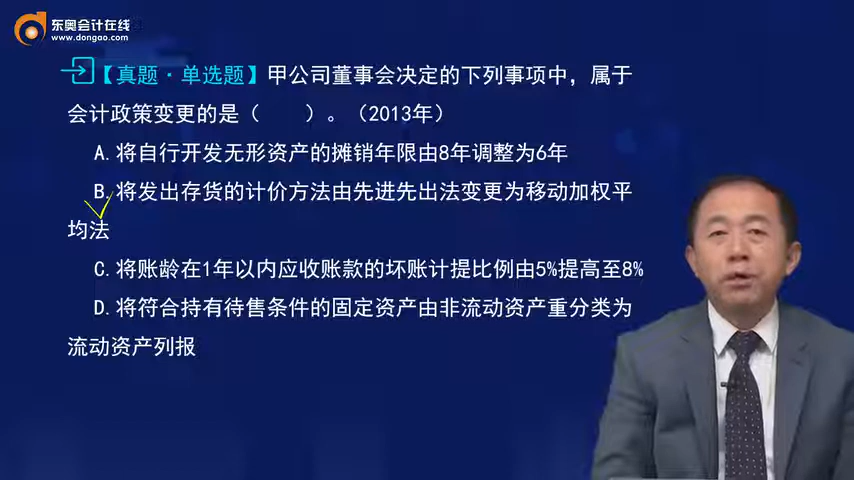 东奥会计在线
www.dongao.com
【真题·单选题】甲公司董事会决定的下列事项中，属于
会计政策变更的是（ ）。（2013年）
A.将自行开发无形资产的摊销年限由8年调整为6年
B.将发出存货的计价方法由先进先出法变更为移动加权平
均法
C.将账龄在1年以内应收账款的坏账计提比例由5%提高至8%
D.将符合持有待售条件的固定资产由非流动资产重分类为
流动资产列报